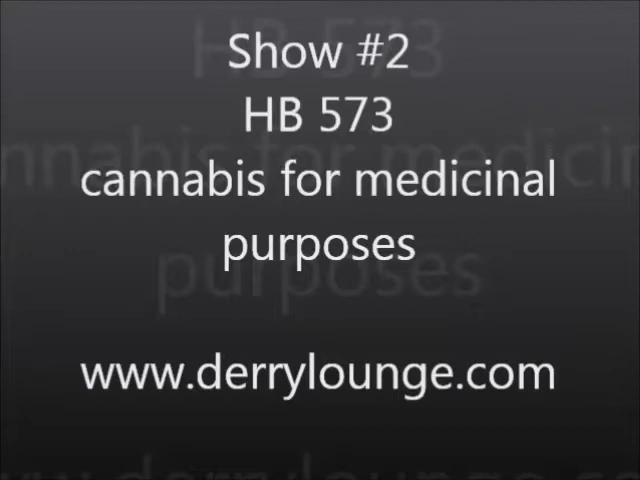 Show #2
HB 573
cannabis for medicinal
purposes
www.derrylounge.com